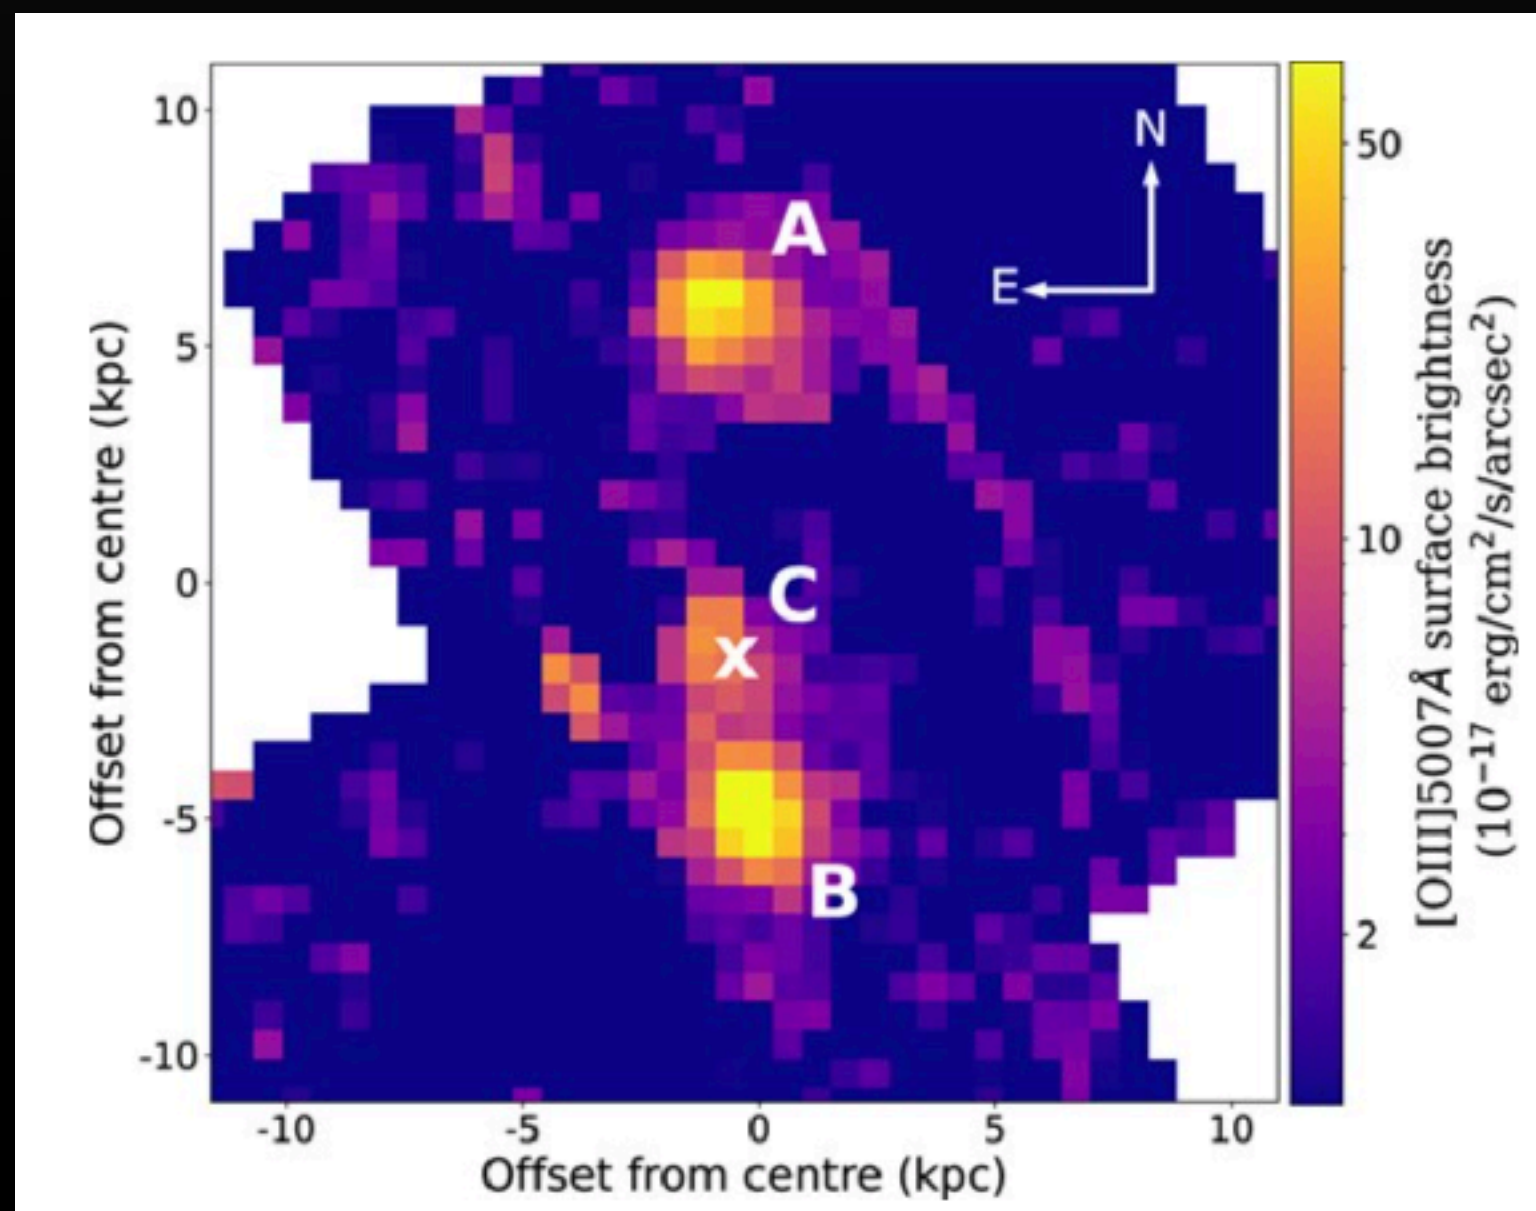 10
5
0
-5
-10
Offset from centre (kpc)
-10
-5
0
5
10
Offset from centre (kpc)
A
C
x
B
N
E
50
10
2
[OIII]5007Å surface brightness
(10⁻¹⁷ erg/cm²/s/arcsec²)